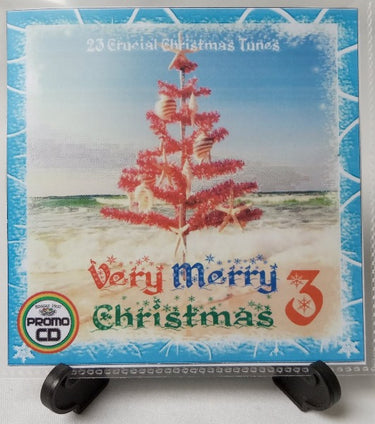 23 Crucial Christmas Tunes
Very Merry
Christmas 3
PROMO
CD